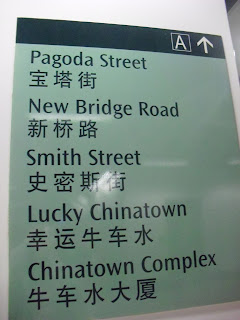 A ↑
Pagoda Street
宝塔街
New Bridge Road
新桥路
Smith Street
史密斯街
Lucky Chinatown
幸运牛车水
Chinatown Complex
牛车水大厦